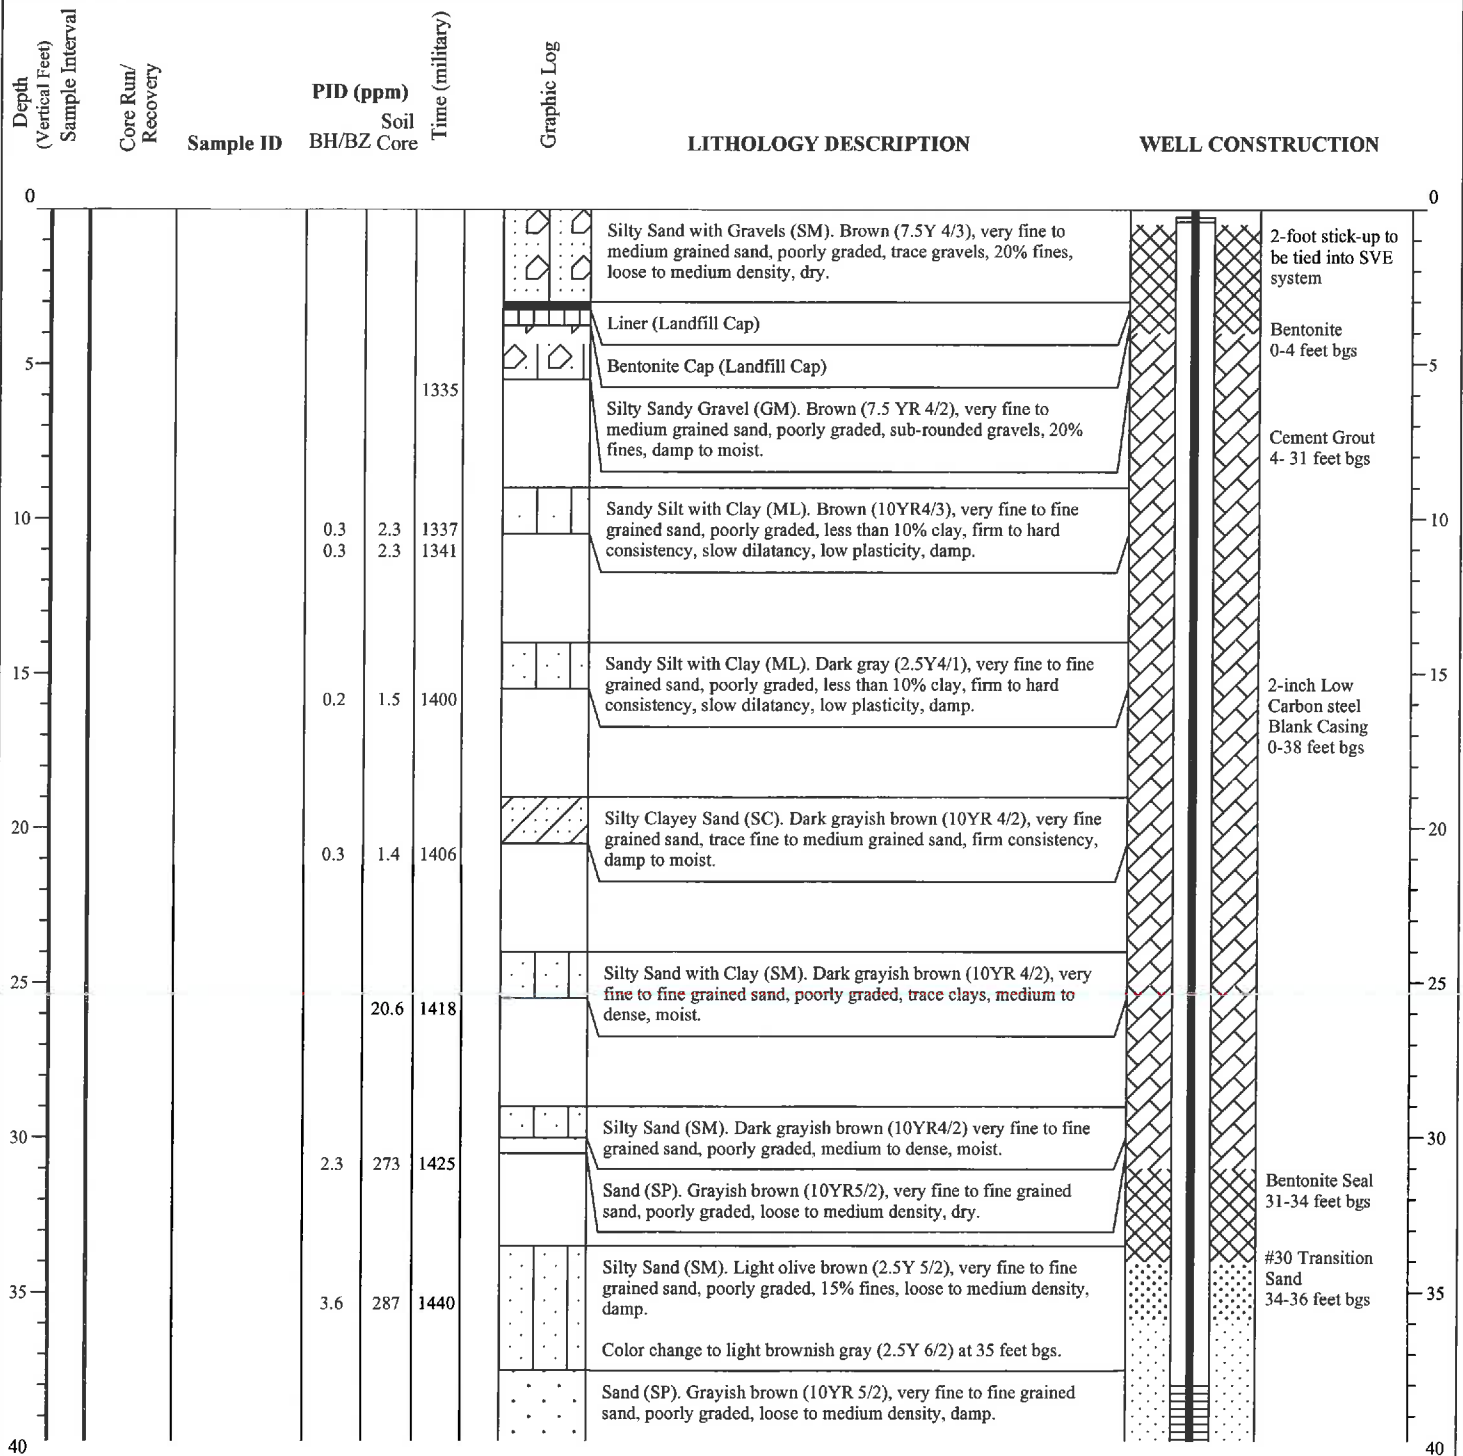 Depth
(Vertical Feet)
Sample Interval
Core Run/
Recovery
Sample ID
PID (ppm)
BH/BZ
Soil
Core
Time (military)
Graphic Log
LITHOLOGY DESCRIPTION
WELL CONSTRUCTION
0
0
Silty Sand with Gravels (SM). Brown (7.5Y 4/3), very fine to
medium grained sand, poorly graded, trace gravels, 20% fines,
loose to medium density, dry.
2-foot stick-up to
be tied into SVE
system
Liner (Landfill Cap)
Bentonite
0-4 feet bgs
5
Bentonite Cap (Landfill Cap)
5
1335
Silty Sandy Gravel (GM). Brown (7.5 YR 4/2), very fine to
medium grained sand, poorly graded, sub-rounded gravels, 20%
fines, damp to moist.
Cement Grout
4- 31 feet bgs
10
0.3 2.3 1337
0.3 2.3 1341
Sandy Silt with Clay (ML). Brown (10YR4/3), very fine to fine
grained sand, poorly graded, less than 10% clay, firm to hard
consistency, slow dilatancy, low plasticity, damp.
10
15
0.2 1.5 1400
Sandy Silt with Clay (ML). Dark gray (2.5Y4/1), very fine to fine
grained sand, poorly graded, less than 10% clay, firm to hard
consistency, slow dilatancy, low plasticity, damp.
2-inch Low
Carbon steel
Blank Casing
0-38 feet bgs
15
20
0.3 1.4 1406
Silty Clayey Sand (SC). Dark grayish brown (10YR 4/2), very fine
grained sand, trace fine to medium grained sand, firm consistency,
damp to moist.
20
25
20.6 1418
Silty Sand with Clay (SM). Dark grayish brown (10YR 4/2), very
fine to fine grained sand, poorly graded, trace clays, medium to
dense, moist.
25
30
2.3 273 1425
Silty Sand (SM). Dark grayish brown (10YR4/2) very fine to fine
grained sand, poorly graded, medium to dense, moist.
30
Sand (SP). Grayish brown (10YR5/2), very fine to fine grained
sand, poorly graded, loose to medium density, dry.
Bentonite Seal
31-34 feet bgs
35
3.6 287 1440
Silty Sand (SM). Light olive brown (2.5Y 5/2), very fine to fine
grained sand, poorly graded, 15% fines, loose to medium density,
damp.
#30 Transition
Sand
34-36 feet bgs
35
Color change to light brownish gray (2.5Y 6/2) at 35 feet bgs.
Sand (SP). Grayish brown (10YR 5/2), very fine to fine grained
sand, poorly graded, loose to medium density, damp.
40
40